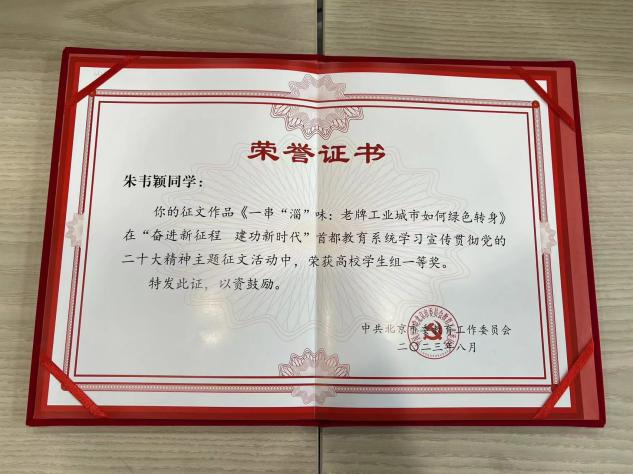 荣誉证书
朱韦颖同学：
你的征文作品《一串“淄”味：老牌工业城市如何绿色转身》
在“奋进新征程 建功新时代”首都教育系统学习宣传贯彻党的
二十大精神主题征文活动中，荣获高校学生组一等奖。
特发此证，以资鼓励。
中共北京市委教育工作委员会
二〇二三年八月